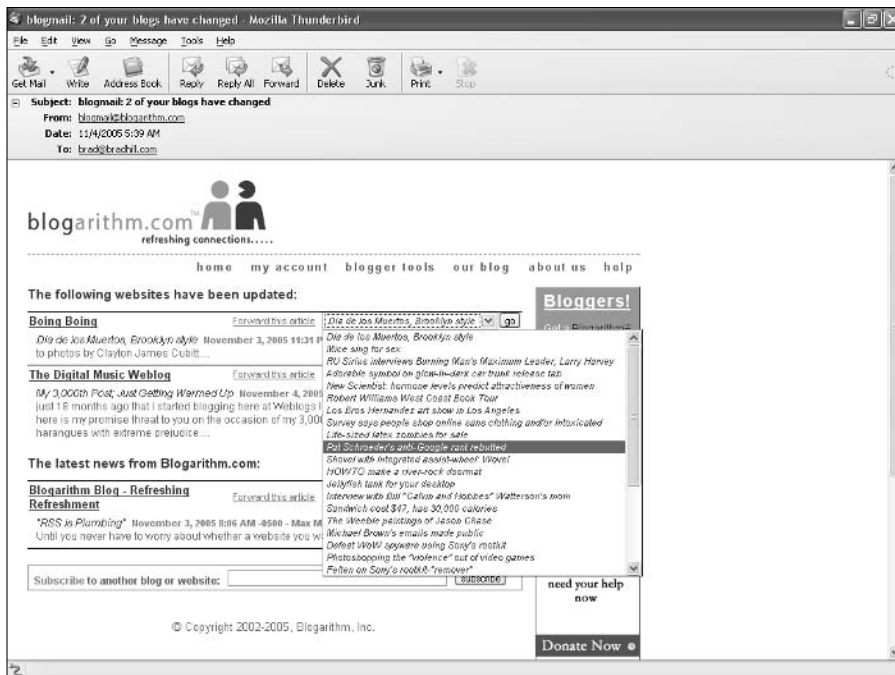 blogmail: 2 of your blogs have changed - Mozilla Thunderbird
File Edit View Go Message Tools Help
Get Mail Write Address Book Reply Reply All Forward Delete Junk Print Stop
Subject: blogmail: 2 of your blogs have changed
From: blogmail@blogarithm.com
Date: 11/4/2005 5:39 AM
To: brad@bradhill.com
blogarithm.com™
refreshing connections.....
home my account blogger tools our blog about us help
The following websites have been updated:
Bloggers!
Boing Boing Forward this article Dia de los Muertos, Brooklyn style go
Get Blogarithm
Dia de los Muertos, Brooklyn style November 3, 2005 11:31 P
to photos by Clayton James Cubitt....
The Digital Music Weblog Forward this article
My 3,000th Post; Just Getting Warmed Up November 4, 2005
just 18 months ago that I started blogging here at Weblogs I
here is my promise threat to you on the occasion of my 3,000
harangues with extreme prejudice....
The latest news from Blogarithm.com:
Blogarithm Blog - Refreshing
Refreshment Forward this article
"RSS is Plumbing" November 3, 2005 8:06 AM -0500 - Max M
Until you never have to worry about whether a website you w
Dia de los Muertos, Brooklyn style
Mice sing for sex
RU Sirius interviews Burning Man's Maximum Leader, Larry Harvey
Adorable symbol on glow-in-dark car trunk release tab
New Scientist: hormone levels predict attractiveness of women
Robert Williams West Coast Book Tour
Los Bros Hernandez art show in Los Angeles
Survey says people shop online sans clothing and/or intoxicated
Life-sized latex zombies for sale
Pat Schroeder's anti-Google rant rebutted
Shovel with integrated assist-wheel: Wovel
HOWTO make a river-rock doormat
Jellyfish tank for your desktop
Interview with Bill "Calvin and Hobbes" Watterson's mom
Sandwich cost $47, has 30,000 calories
The Weeble paintings of Jason Chase
Michael Brown's emails made public
Defeat WoW spyware using Sony's rootkit
Photoshopping the "violence" out of video games
Felten on Sony's rootkit-"remover"
Subscribe to another blog or website: subscribe
need your help
now
© Copyright 2002-2005, Blogarithm, Inc.
Donate Now